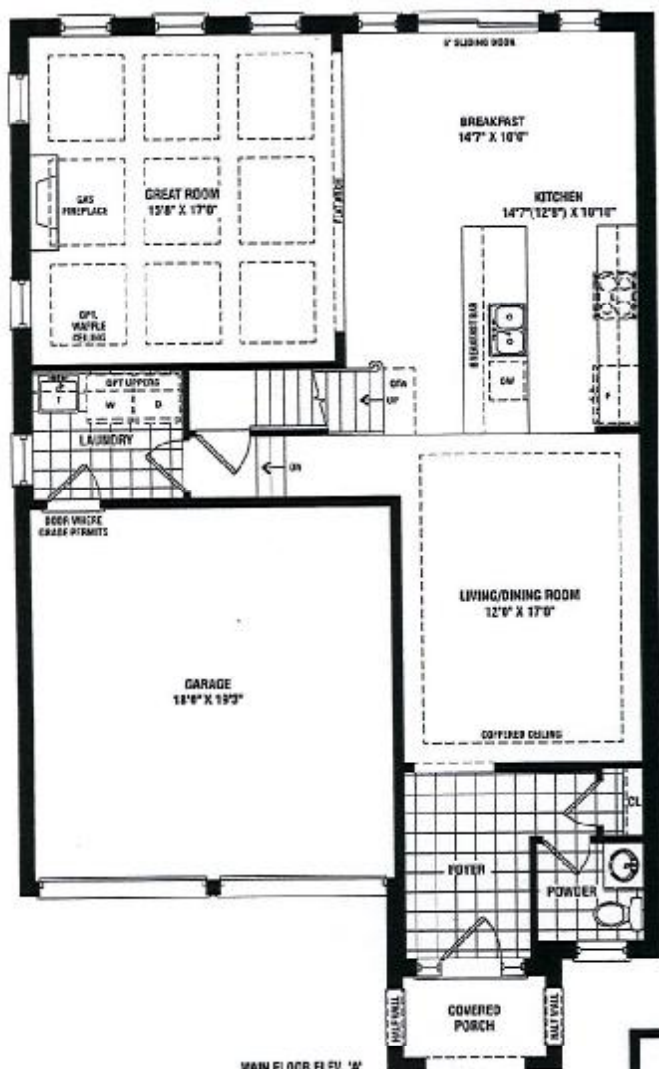 6' SLIDING DOOR
BREAKFAST
14'7" X 10'0"
KITCHEN
14'7"(12'8") X 10'10"
GREAT ROOM
15'8" X 17'0"
GAS
FIREPLACE
FLAT ARCH
OPT.
WAFFLE
CEILING
BREAKFAST BAR
DW
F
OPT UPPERS
T
W
D
UP
LAUNDRY
DN
DOOR WHERE
GRADE PERMITS
LIVING/DINING ROOM
12'0" X 17'0"
GARAGE
18'0" X 19'3"
COFFERED CEILING
CL
FOYER
POWDER
HALF WALL
COVERED
PORCH
HALF WALL
MAIN FLOOR ELEV. 'A'